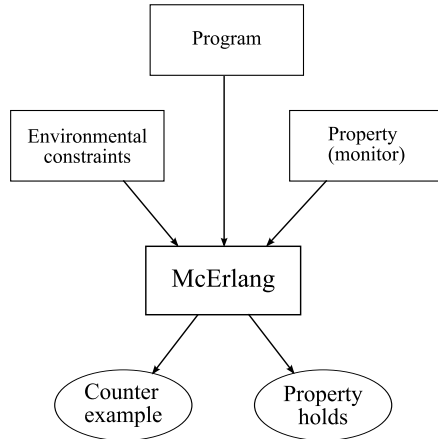 Program
Environmental
constraints
Property
(monitor)
McErlang
Counter
example
Property
holds